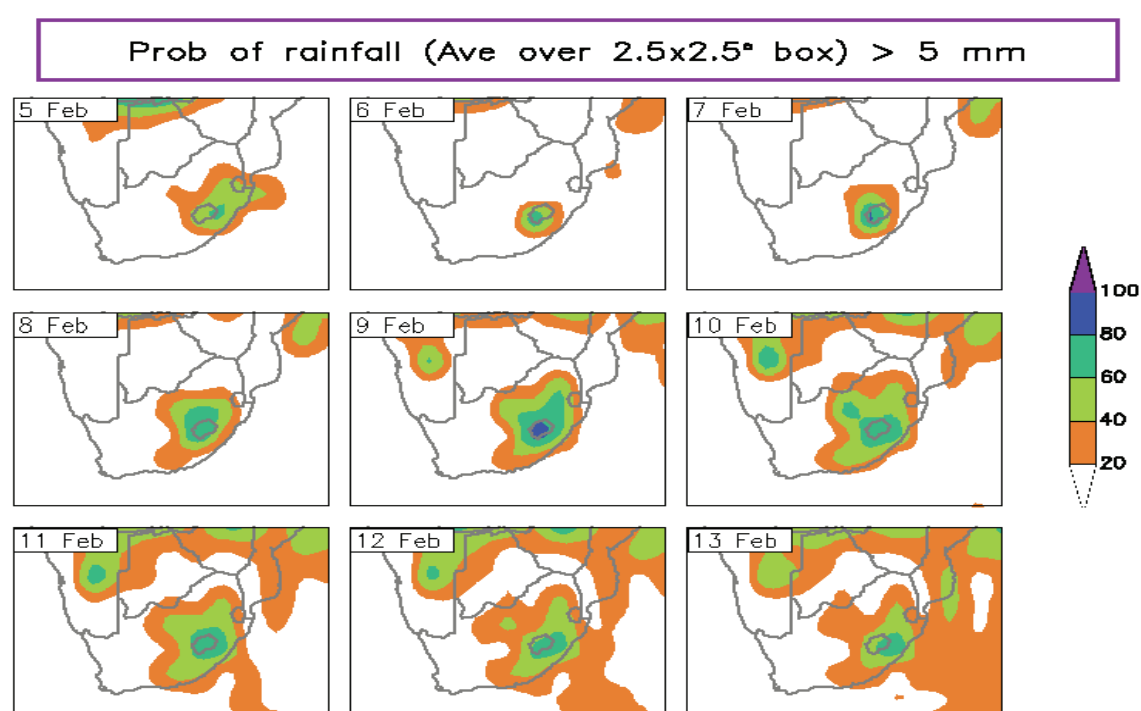 Prob of rainfall (Ave over 2.5x2.5° box) > 5 mm
5 Feb
6 Feb
7 Feb
8 Feb
9 Feb
10 Feb
11 Feb
12 Feb
13 Feb
100
80
60
40
20